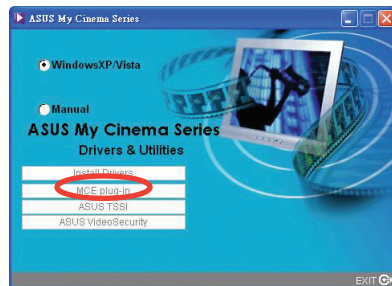 ASUS My Cinema Series
WindowsXP/Vista
Manual
ASUS My Cinema Series
Drivers & Utilities
Install Drivers
MCE plug-in
ASUS TSSI
ASUS VideoSecurity
EXIT